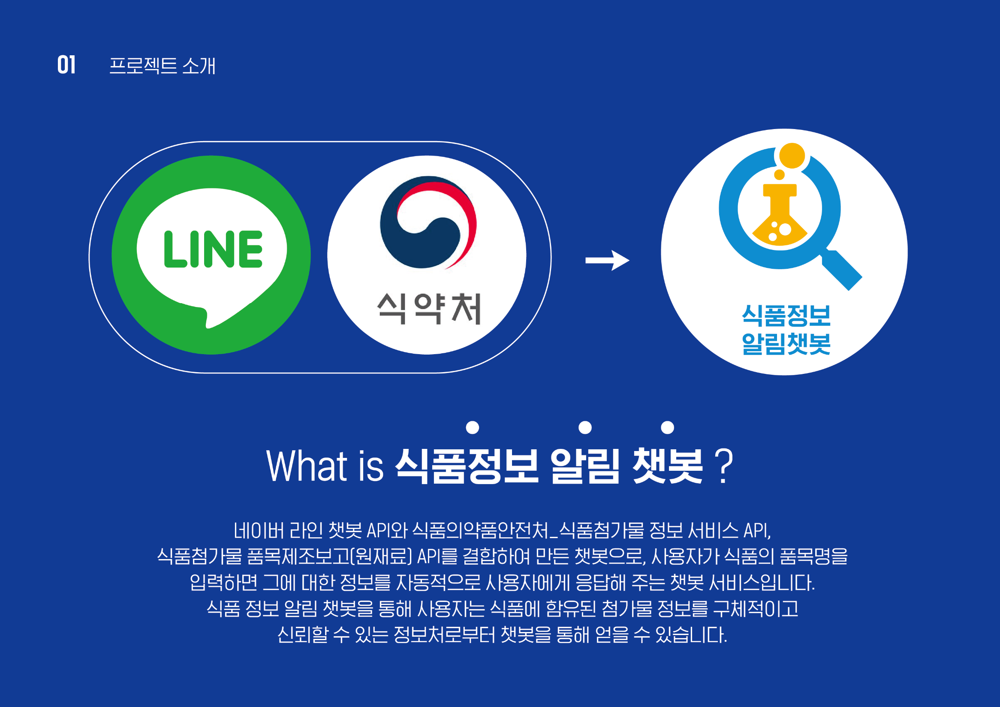 01 프로젝트 소개
LINE
식약처
식품정보
알림챗봇
What is 식품정보 알림 챗봇 ?
네이버 라인 챗봇 API와 식품의약품안전처_식품첨가물 정보 서비스 API,
식품첨가물 품목제조보고(원재료) API를 결합하여 만든 챗봇으로, 사용자가 식품의 품목명을
입력하면 그에 대한 정보를 자동적으로 사용자에게 응답해 주는 챗봇 서비스입니다.
식품 정보 알림 챗봇을 통해 사용자는 식품에 함유된 첨가물 정보를 구체적이고
신뢰할 수 있는 정보처로부터 챗봇을 통해 얻을 수 있습니다.